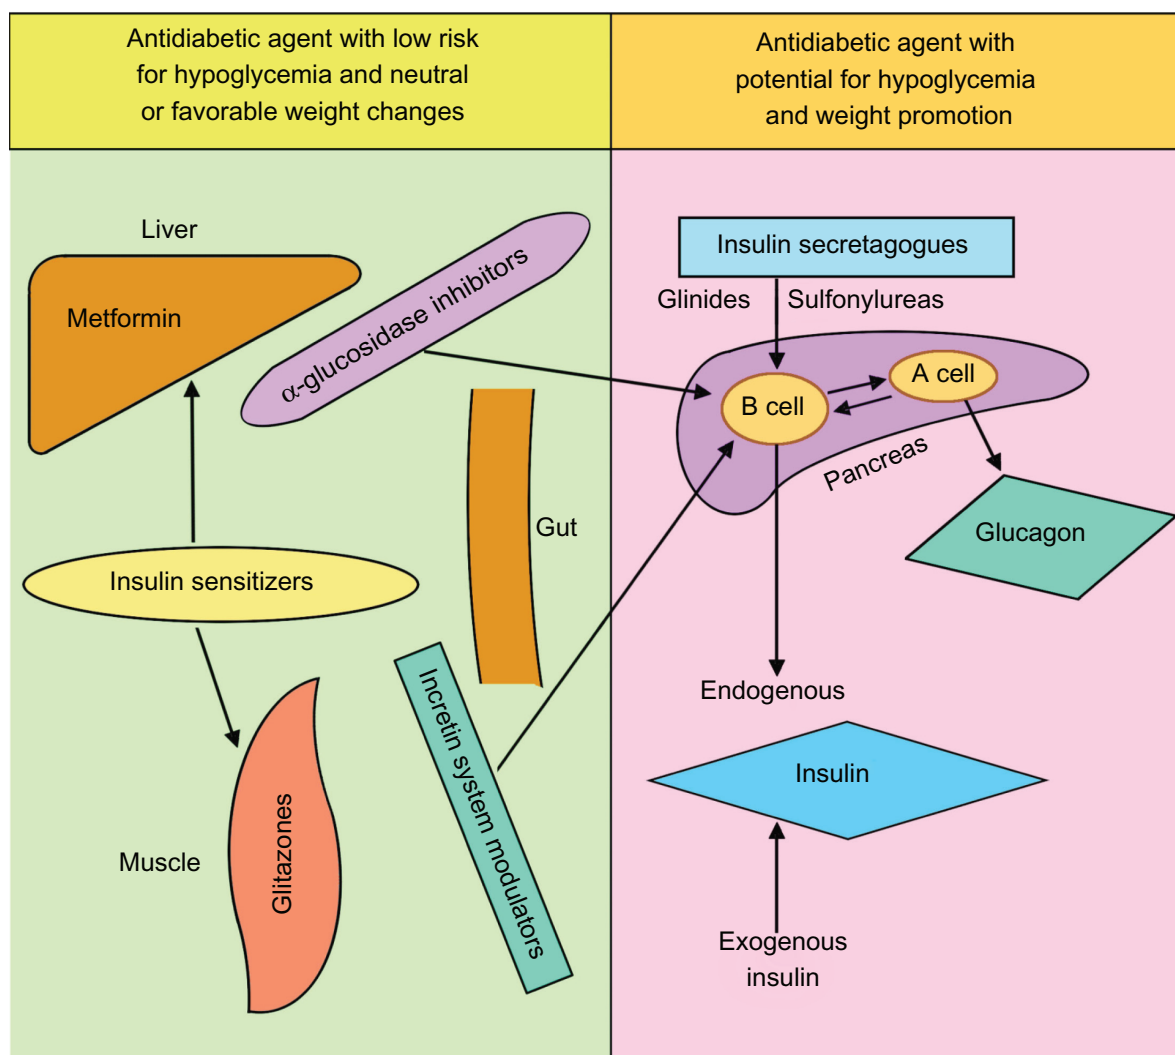 Antidiabetic agent with low risk
for hypoglycemia and neutral
or favorable weight changes
Antidiabetic agent with
potential for hypoglycemia
and weight promotion
Liver
Metformin
α-glucosidase inhibitors
Insulin sensitizers
Gut
Muscle
Glitazones
Incretin system modulators
Insulin secretagogues
Glinides
Sulfonylureas
B cell
A cell
Pancreas
Glucagon
Endogenous
Insulin
Exogenous
insulin